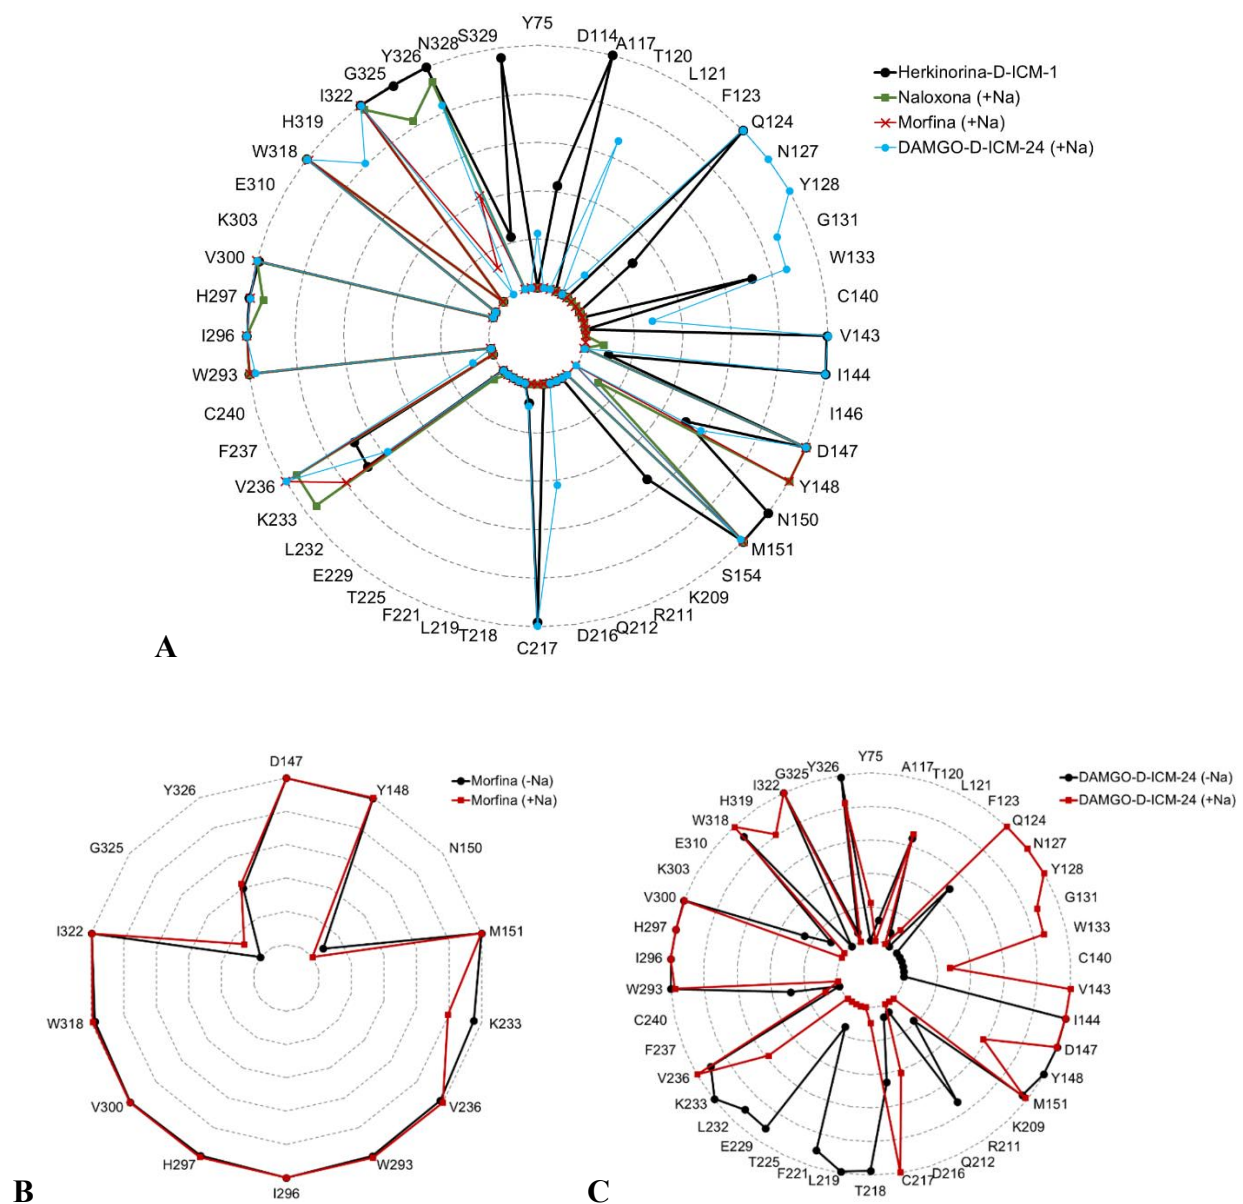 Y75
D114
A117
T120
L121
F123
Q124
N127
Y128
G131
W133
C140
V143
I144
I146
D147
Y148
N150
M151
S154
K209
R211
Q212
D216
C217
T218
L219
F221
T225
E229
L232
K233
V236
F237
C240
W293
I296
H297
V300
K303
E310
W318
H319
I322
G325
Y326
N328
S329
Herkinorina-D-ICM-1
Naloxona (+Na)
Morfina (+Na)
DAMGO-D-ICM-24 (+Na)
A
D147
Y148
N150
M151
K233
V236
W293
I296
H297
V300
W318
I322
G325
Y326
Morfina (-Na)
Morfina (+Na)
B
Y75
A117
T120
L121
F123
Q124
N127
Y128
G131
W133
C140
V143
I144
D147
Y148
M151
K209
R211
Q212
D216
C217
T218
L219
F221
T225
E229
L232
K233
V236
F237
C240
W293
I296
H297
V300
K303
E310
W318
H319
I322
G325
Y326
DAMGO-D-ICM-24 (-Na)
DAMGO-D-ICM-24 (+Na)
C